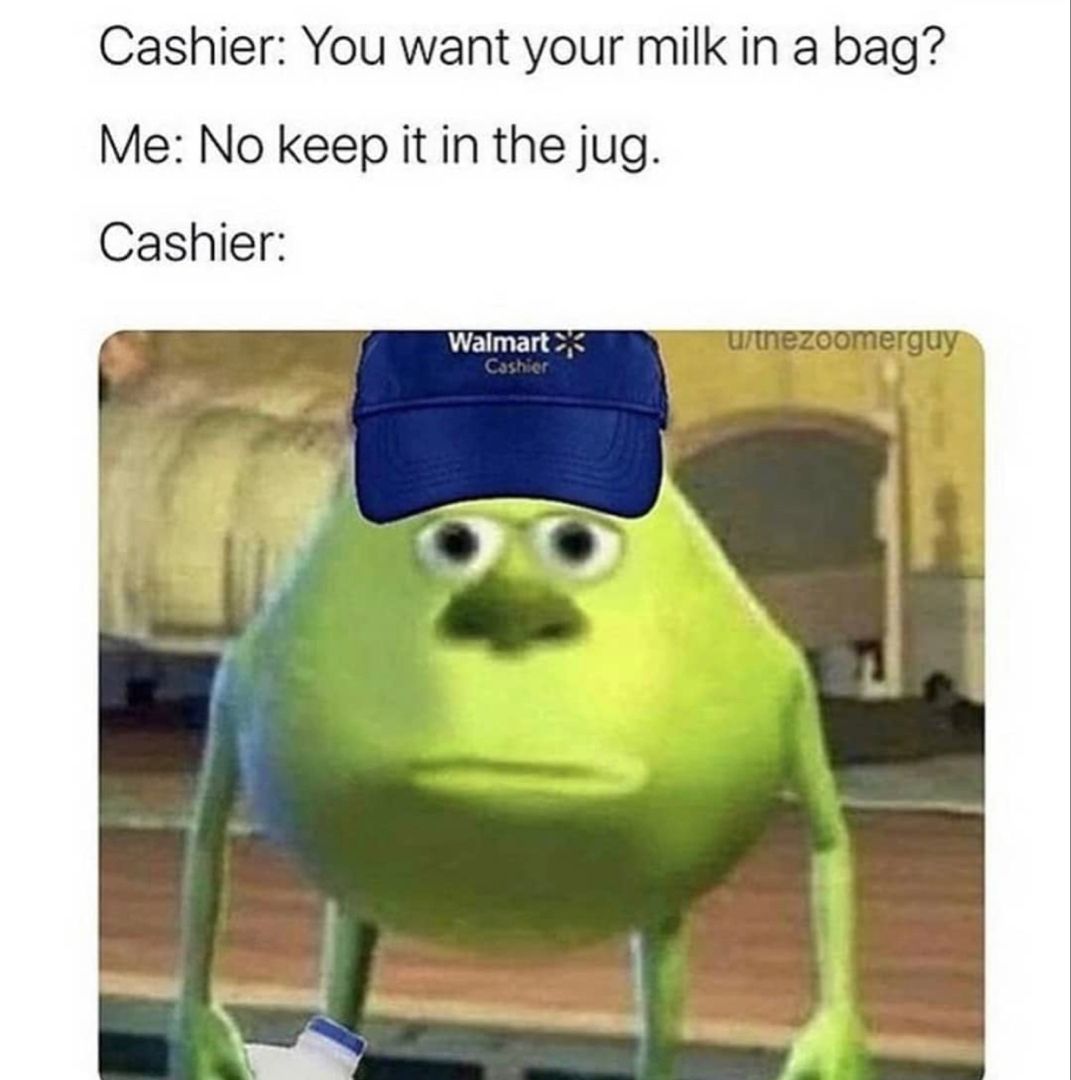 Cashier: You want your milk in a bag?
Me: No keep it in the jug.
Cashier:
Walmart
Cashier
u/thezoomerguy